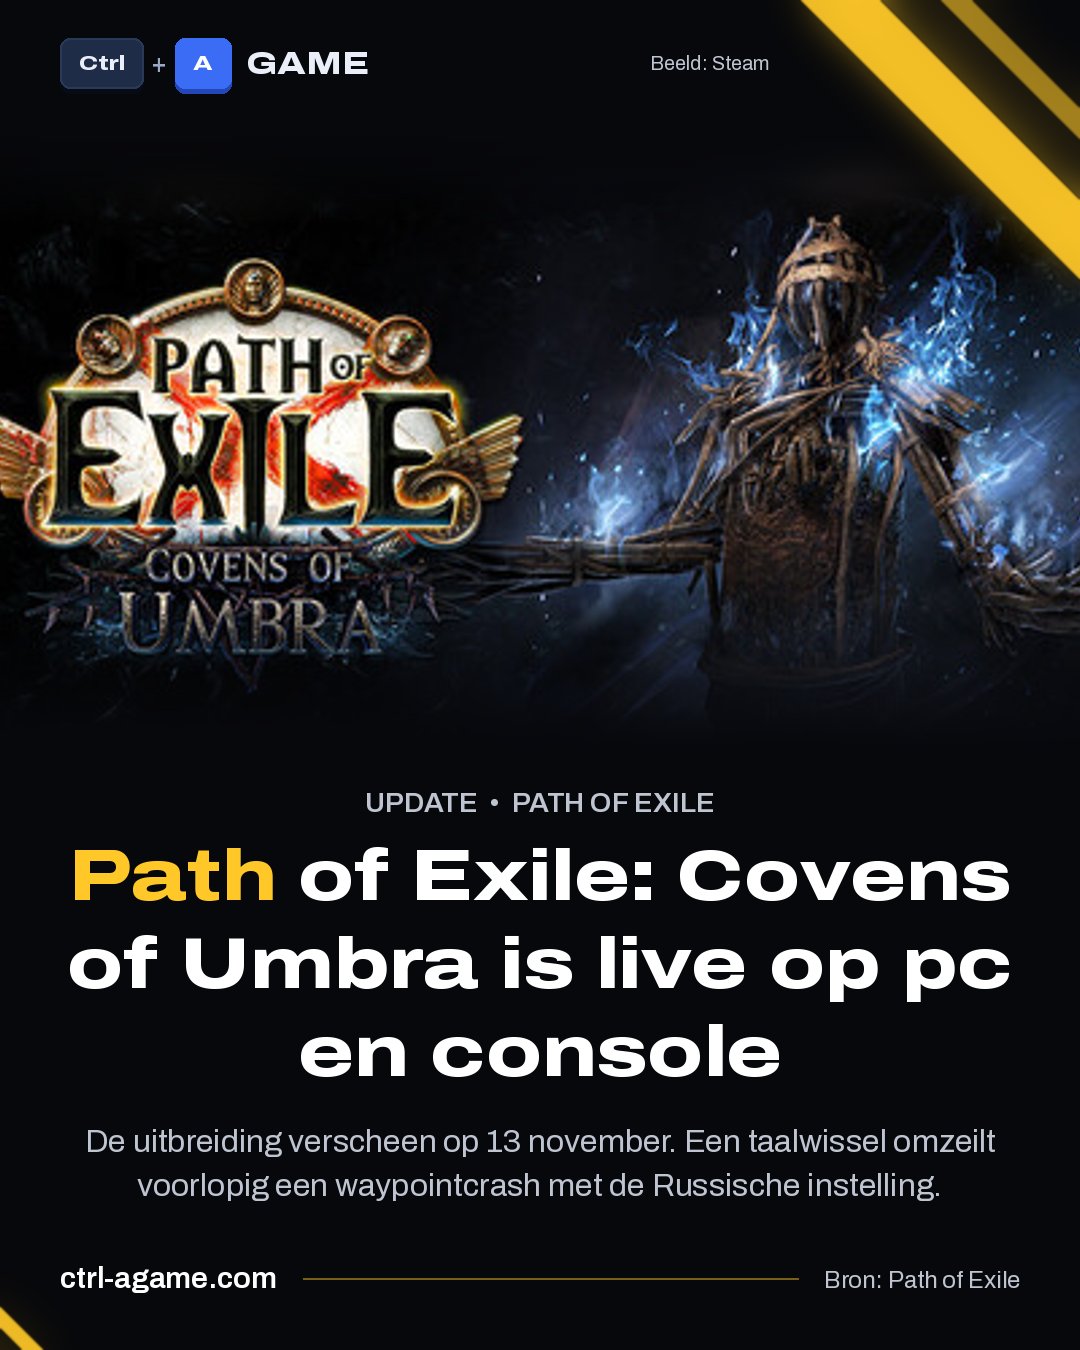 Ctrl + A GAME
Beeld: Steam
PATH OF
EXILE
COVENS OF
UMBRA
UPDATE • PATH OF EXILE
Path of Exile: Covens
of Umbra is live op pc
en console
De uitbreiding verscheen op 13 november. Een taalwissel omzeilt
voorlopig een waypointcrash met de Russische instelling.
ctrl-agame.com
Bron: Path of Exile